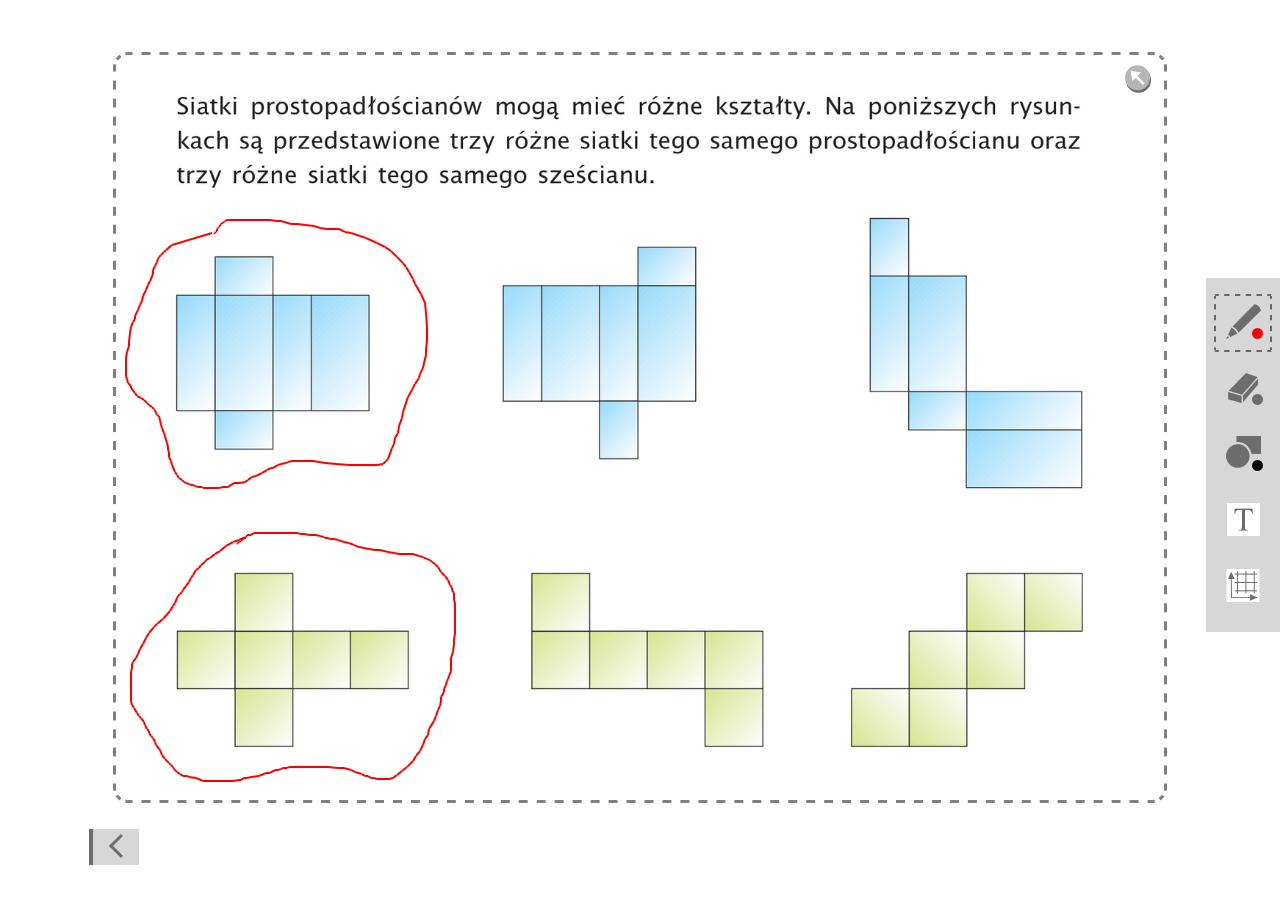 Siatki prostopadłościanów mogą mieć różne kształty. Na poniższych rysun-
kach są przedstawione trzy różne siatki tego samego prostopadłościanu oraz
trzy różne siatki tego samego sześcianu.
T